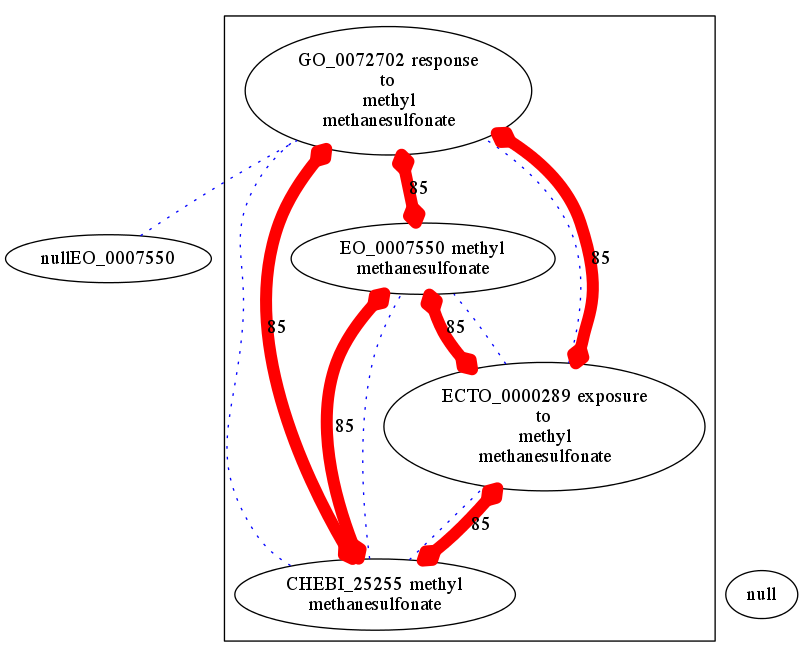 GO_0072702 response
to
methyl
methanesulfonate
85
nullEO_0007550
EO_0007550 methyl
methanesulfonate
85
85
85
85
ECTO_0000289 exposure
to
methyl
methanesulfonate
85
CHEBI_25255 methyl
methanesulfonate
null